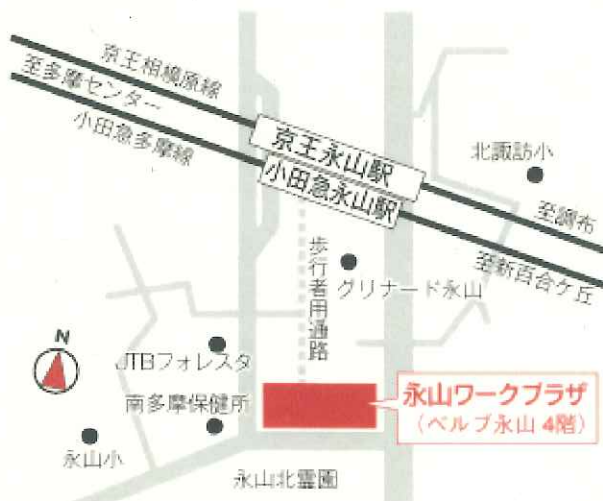 京王相模原線
至多摩センター
小田急多摩線
京王永山駅
小田急永山駅
北諏訪小
至調布
至新百合ケ丘
歩行者用通路
グリナード永山
N
JTBフォレスタ
南多摩保健所
永山小
永山ワークプラザ
(ベルブ永山 4階)
永山北霊園